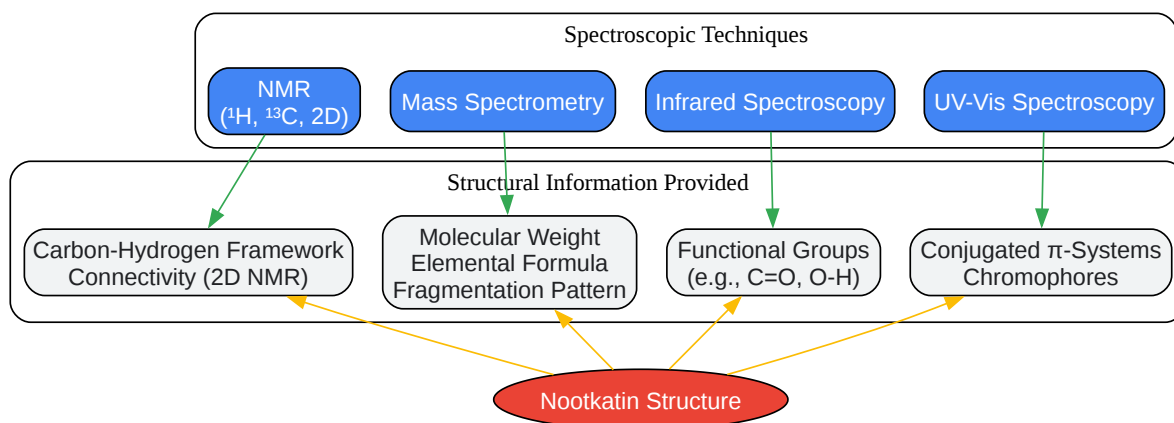 Spectroscopic Techniques
NMR
(¹H, ¹³C, 2D)
Mass Spectrometry
Infrared Spectroscopy
UV-Vis Spectroscopy
Structural Information Provided
Carbon-Hydrogen Framework
Connectivity (2D NMR)
Molecular Weight
Elemental Formula
Fragmentation Pattern
Functional Groups
(e.g., C=O, O-H)
Conjugated π-Systems
Chromophores
Nootkatin Structure